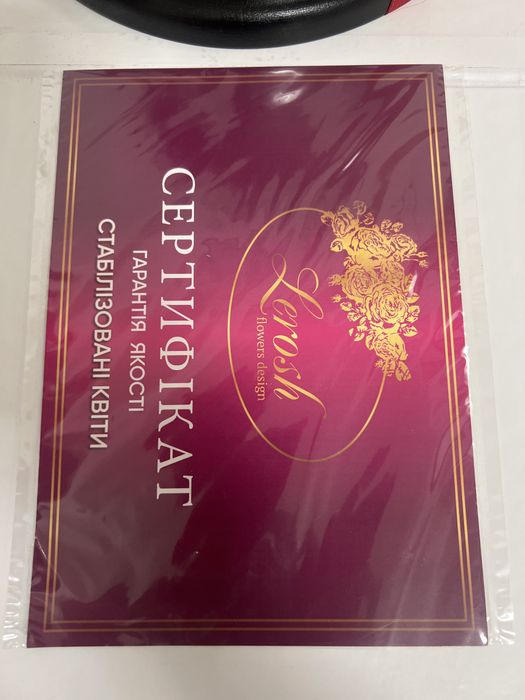 Lerosh
flowers design
СЕРТИФІКАТ
ГАРАНТІЯ ЯКОСТІ
СТАБІЛІЗОВАНІ КВІТИ